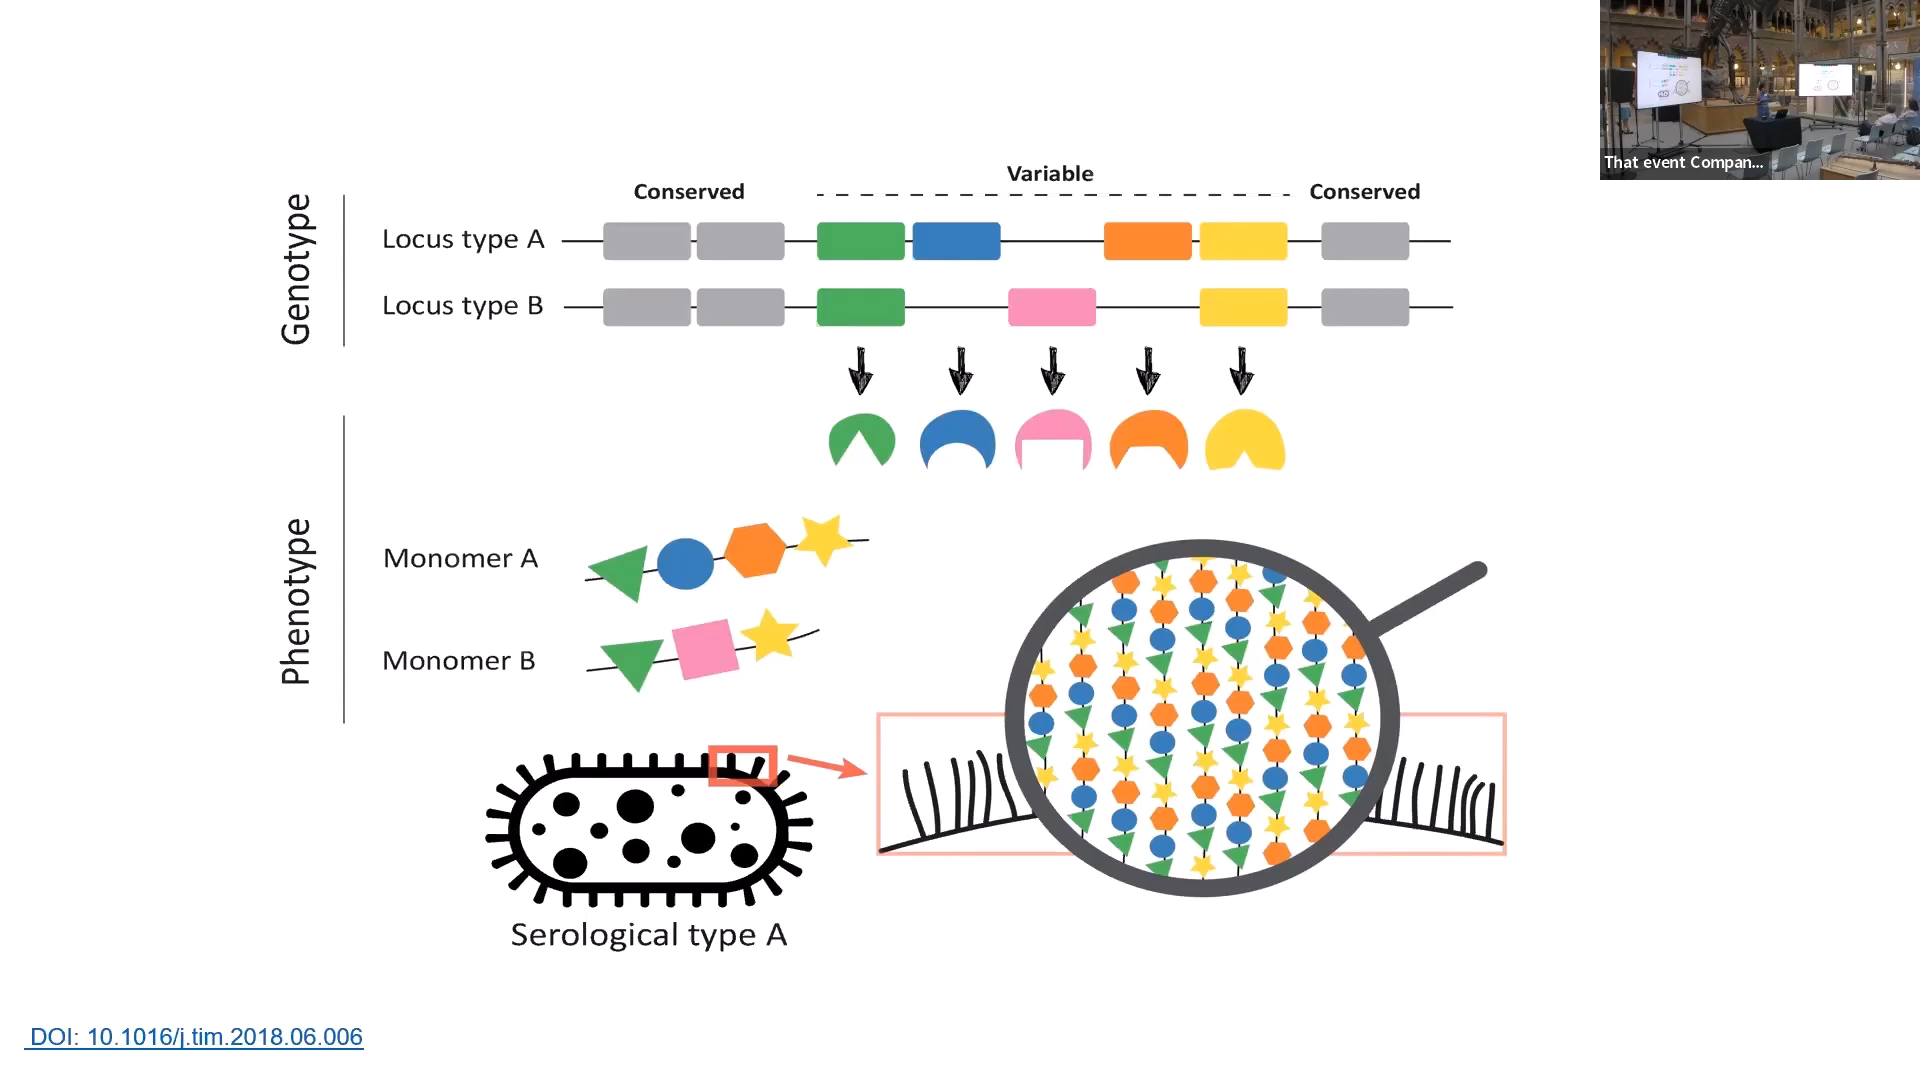 That event Compan...
Variable
Conserved
Conserved
Genotype
Locus type A
Locus type B
Phenotype
Monomer A
Monomer B
Serological type A
DOI: 10.1016/j.tim.2018.06.006